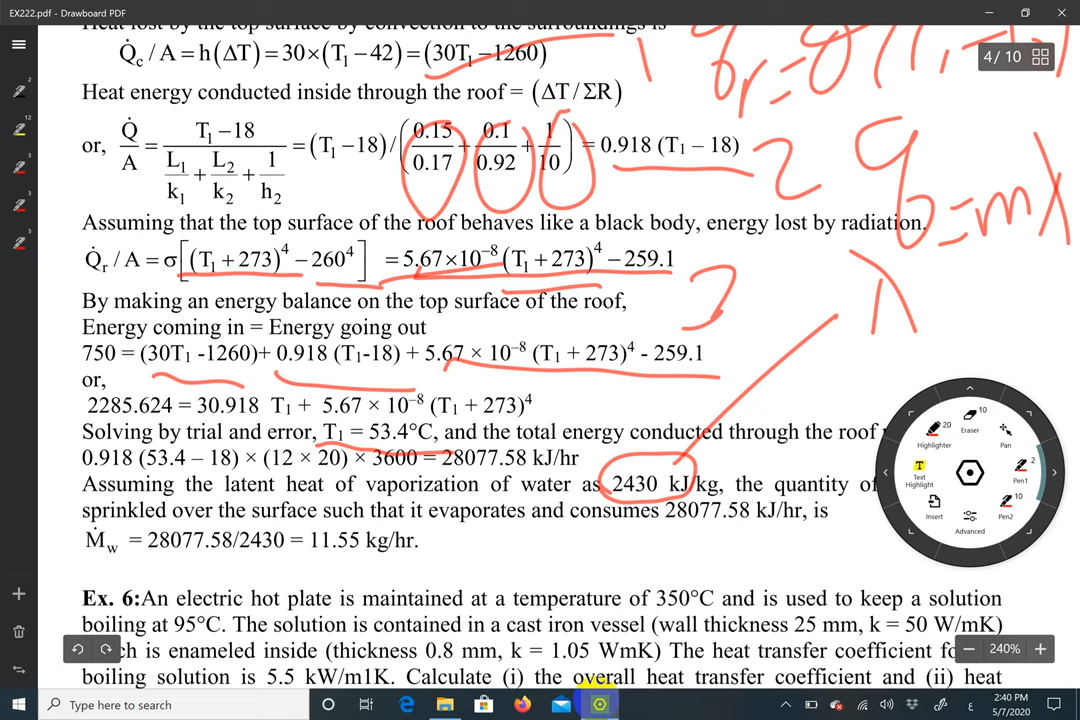 EX222.pdf - Drawboard PDF
4 / 10
Q̇c / A = h(ΔT) = 30×(T1 − 42) = (30T1 − 1260)
Heat energy conducted inside through the roof = (ΔT / ΣR)
or, Q̇/A = (T1 − 18)/(L1/k1 + L2/k2 + 1/h2) = (T1 − 18)/(0.15/0.17 + 0.1/0.92 + 1/10) = 0.918 (T1 – 18)
1
2
q = mλ
Assuming that the top surface of the roof behaves like a black body, energy lost by radiation.
Q̇r / A = σ[(T1 + 273)⁴ − 260⁴] = 5.67×10⁻⁸ (T1 + 273)⁴ − 259.1
3
λ
By making an energy balance on the top surface of the roof,
Energy coming in = Energy going out
750 = (30T1 -1260)+ 0.918 (T1-18) + 5.67 × 10⁻⁸ (T1 + 273)⁴ - 259.1
or,
2285.624 = 30.918 T1 + 5.67 × 10⁻⁸ (T1 + 273)⁴
Solving by trial and error, T1 = 53.4°C, and the total energy conducted through the roof
0.918 (53.4 – 18) × (12 × 20) × 3600 = 28077.58 kJ/hr
Assuming the latent heat of vaporization of water as 2430 kJ/kg, the quantity of
sprinkled over the surface such that it evaporates and consumes 28077.58 kJ/hr, is
Ṁw = 28077.58/2430 = 11.55 kg/hr.
10
Eraser
20
Highlighter
Pan
T
Text
Highlight
2
Pen1
Insert
10
Pen2
Advanced
Ex. 6:An electric hot plate is maintained at a temperature of 350°C and is used to keep a solution
boiling at 95°C. The solution is contained in a cast iron vessel (wall thickness 25 mm, k = 50 W/mK)
ch is enameled inside (thickness 0.8 mm, k = 1.05 WmK) The heat transfer coefficient fo
boiling solution is 5.5 kW/m1K. Calculate (i) the overall heat transfer coefficient and (ii) heat
240%
Type here to search
2:40 PM
5/7/2020